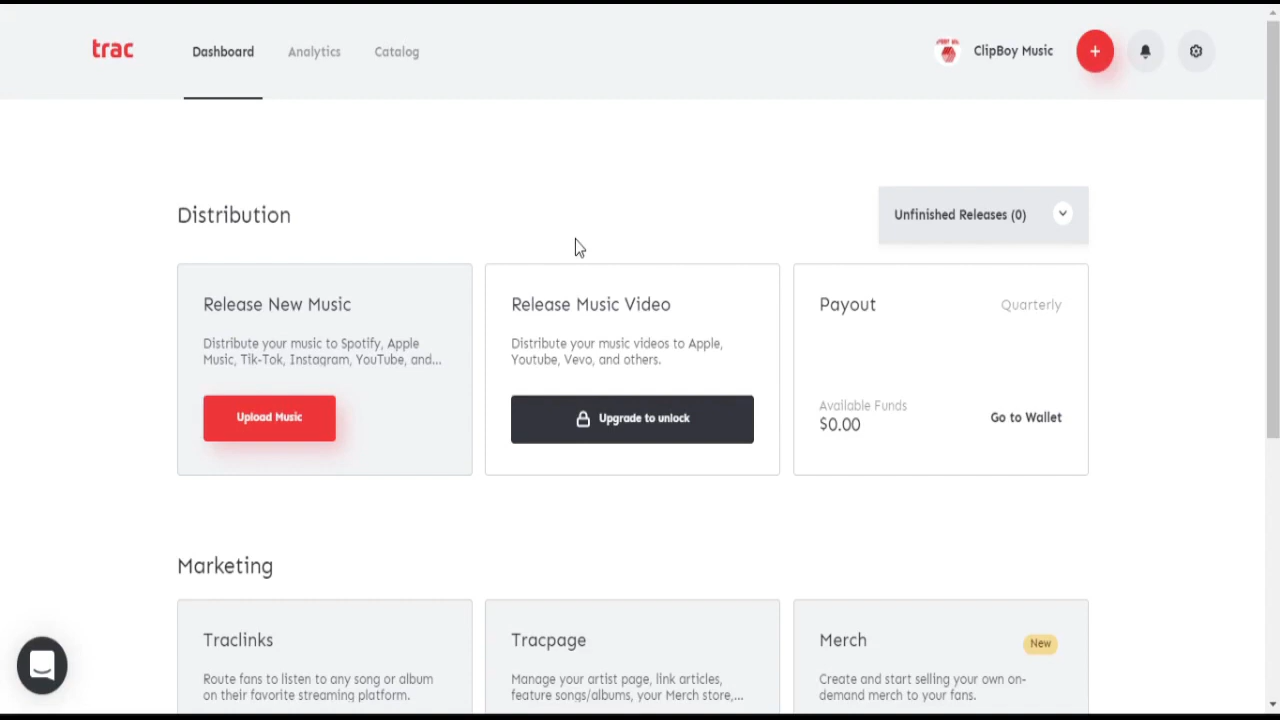 trac
Dashboard
Analytics
Catalog
ClipBoy Music
Distribution
Unfinished Releases (0)
Release New Music
Distribute your music to Spotify, Apple
Music, Tik-Tok, Instagram, YouTube, and...
Upload Music
Release Music Video
Distribute your music videos to Apple,
Youtube, Vevo, and others.
Upgrade to unlock
Payout
Quarterly
Available Funds
$0.00
Go to Wallet
Marketing
Traclinks
Route fans to listen to any song or album
on their favorite streaming platform.
Tracpage
Manage your artist page, link articles,
feature songs/albums, your Merch store,...
Merch
New
Create and start selling your own on-
demand merch to your fans.